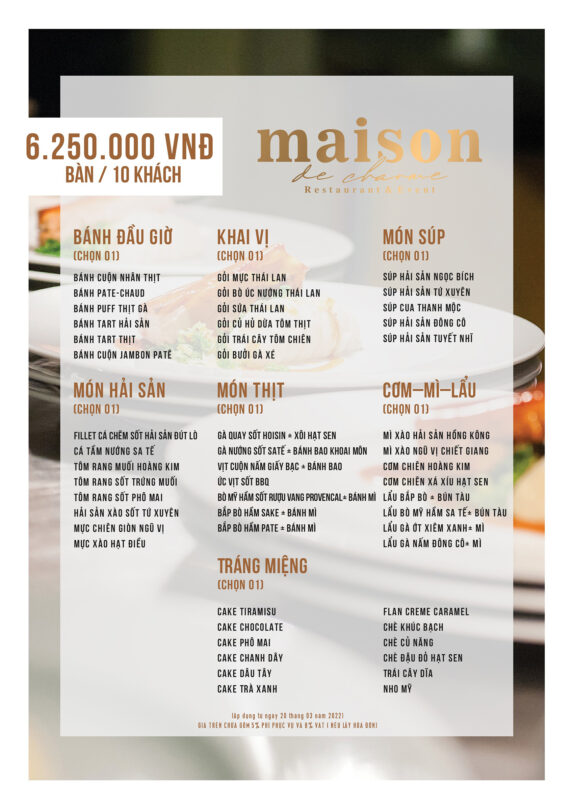 6.250.000 VNĐ
BÀN / 10 KHÁCH
maison
de charme
Restaurant & Event
BÁNH ĐẦU GIỜ
(CHỌN 01)
BÁNH CUỘN NHÂN THỊT
BÁNH PATE-CHAUD
BÁNH PUFF THỊT GÀ
BÁNH TART HẢI SẢN
BÁNH TART THỊT
BÁNH CUỘN JAMBON PATÊ
KHAI VỊ
(CHỌN 01)
GỎI MỰC THÁI LAN
GỎI BÒ ÚC NƯỚNG THÁI LAN
GỎI SỨA THÁI LAN
GỎI CỦ HỦ DỪA TÔM THỊT
GỎI TRÁI CÂY TÔM CHIÊN
GỎI BƯỞI GÀ XÉ
MÓN SÚP
(CHỌN 01)
SÚP HẢI SẢN NGỌC BÍCH
SÚP HẢI SẢN TỨ XUYÊN
SÚP CUA THANH MỘC
SÚP HẢI SẢN ĐÔNG CÔ
SÚP HẢI SẢN TUYẾT NHĨ
MÓN HẢI SẢN
(CHỌN 01)
FILLET CÁ CHẼM SỐT HẢI SẢN ĐÚT LÒ
CÁ TẦM NƯỚNG SA TẾ
TÔM RANG MUỐI HOÀNG KIM
TÔM RANG SỐT TRỨNG MUỐI
TÔM RANG SỐT PHÔ MAI
HẢI SẢN XÀO SỐT TỨ XUYÊN
MỰC CHIÊN GIÒN NGŨ VỊ
MỰC XÀO HẠT ĐIỀU
MÓN THỊT
(CHỌN 01)
GÀ QUAY SỐT HOISIN + XÔI HẠT SEN
GÀ NƯỚNG SỐT SATẾ + BÁNH BAO KHOAI MÔN
VỊT CUỘN NẤM GIẤY BẠC + BÁNH BAO
ỨC VỊT SỐT BBQ
BÒ MỸ HẦM SỐT RƯỢU VANG PROVENCAL+ BÁNH MÌ
BẮP BÒ HẦM SAKE + BÁNH MÌ
BẮP BÒ HẦM PATE + BÁNH MÌ
CƠM–MÌ–LẨU
(CHỌN 01)
MÌ XÀO HẢI SẢN HỒNG KÔNG
MÌ XÀO NGŨ VỊ CHIẾT GIANG
CƠM CHIÊN HOÀNG KIM
CƠM CHIÊN XÁ XÍU HẠT SEN
LẨU BẮP BÒ + BÚN TÀU
LẨU BÒ MỸ HẦM SA TẾ+ BÚN TÀU
LẨU GÀ ỚT XIÊM XANH+ MÌ
LẨU GÀ NẤM ĐÔNG CÔ+ MÌ
TRÁNG MIỆNG
(CHỌN 01)
CAKE TIRAMISU
CAKE CHOCOLATE
CAKE PHÔ MAI
CAKE CHANH DÂY
CAKE DÂU TÂY
CAKE TRÀ XANH
FLAN CREME CARAMEL
CHÈ KHÚC BẠCH
CHÈ CỦ NĂNG
CHÈ ĐẬU ĐỎ HẠT SEN
TRÁI CÂY DĨA
NHO MỸ
(áp dụng từ ngày 20 tháng 03 năm 2022)
GIÁ TRÊN CHƯA GỒM 5% PHÍ PHỤC VỤ VÀ 8% VAT ( NẾU LẤY HÓA ĐƠN)